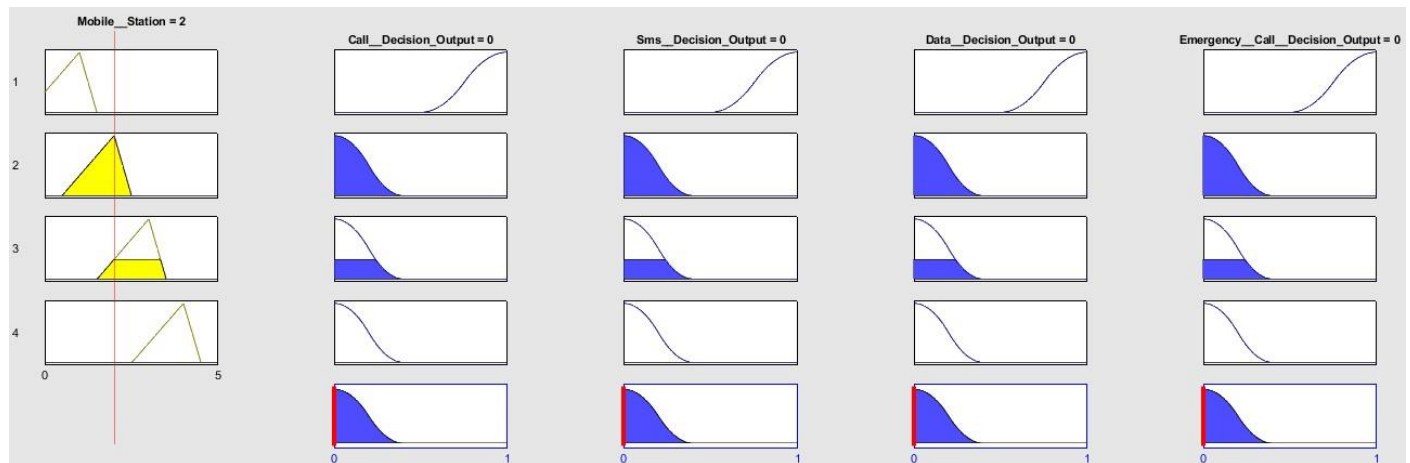 Mobile__Station = 2
Call__Decision_Output = 0
Sms__Decision_Output = 0
Data__Decision_Output = 0
Emergency__Call__Decision_Output = 0
1
2
3
4
0 5
0 1 0 1 0 1 0 1